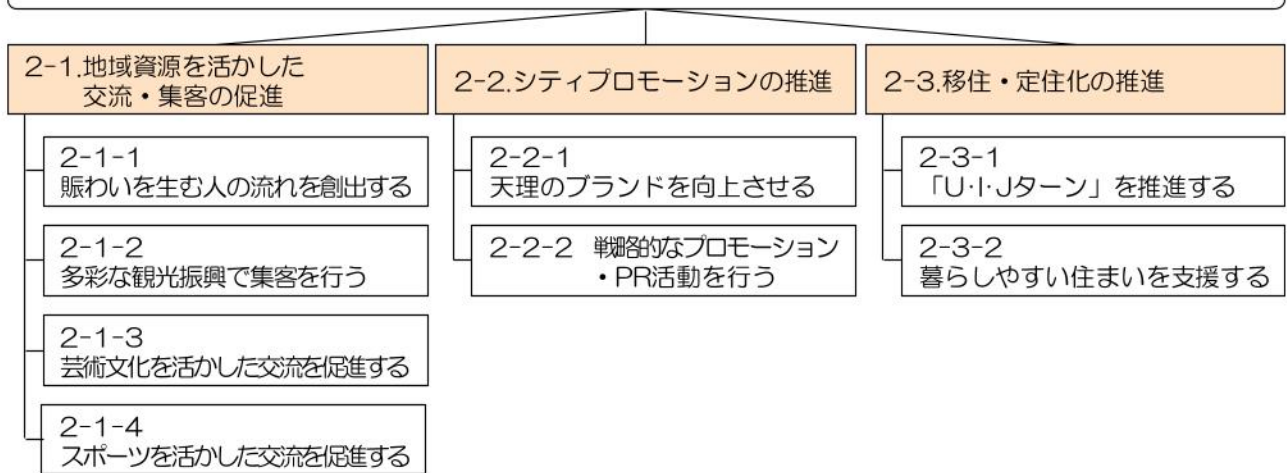 2-1.地域資源を活かした
交流・集客の促進
2-1-1
賑わいを生む人の流れを創出する
2-1-2
多彩な観光振興で集客を行う
2-1-3
芸術文化を活かした交流を促進する
2-1-4
スポーツを活かした交流を促進する
2-2.シティプロモーションの推進
2-2-1
天理のブランドを向上させる
2-2-2 戦略的なプロモーション
・PR活動を行う
2-3.移住・定住化の推進
2-3-1
「U・I・Jターン」を推進する
2-3-2
暮らしやすい住まいを支援する